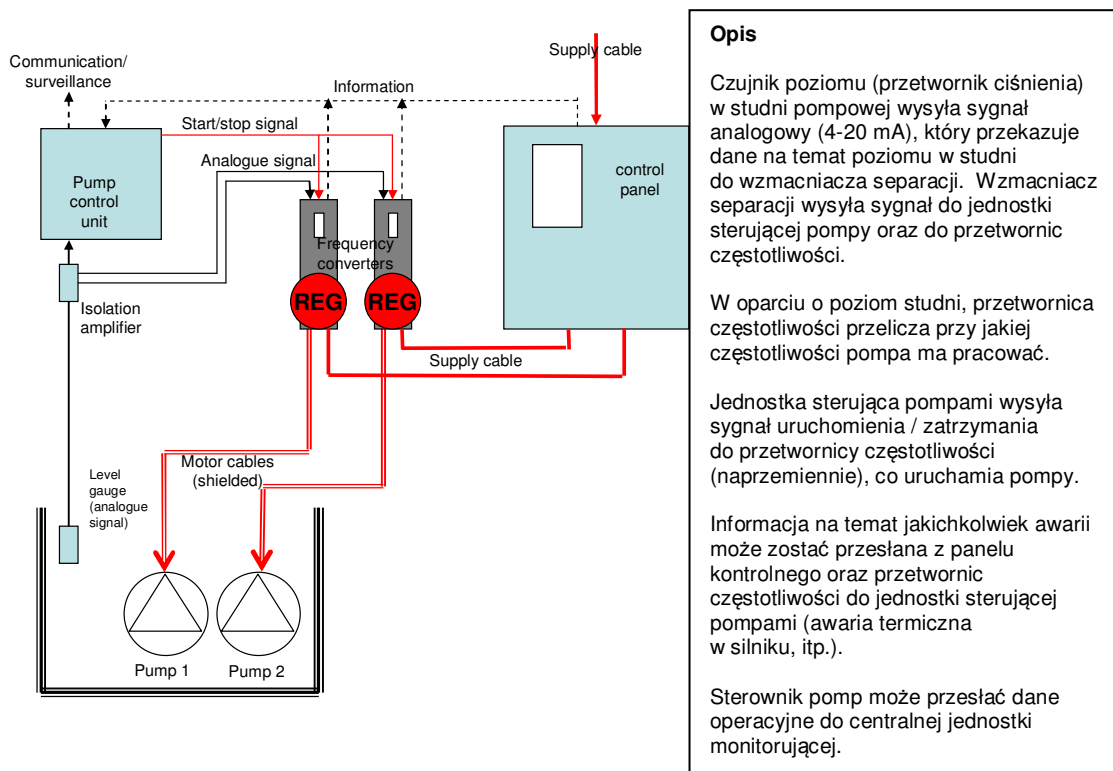 Communication/
surveillance
Supply cable
Information
Start/stop signal
Analogue signal
Pump
control
unit
control
panel
Frequency
converters
REG
REG
Isolation
amplifier
Supply cable
Motor cables
(shielded)
Level
gauge
(analogue
signal)
Pump 1
Pump 2
Opis
Czujnik poziomu (przetwornik ciśnienia)
w studni pompowej wysyła sygnał
analogowy (4-20 mA), który przekazuje
dane na temat poziomu w studni
do wzmacniacza separacji. Wzmacniacz
separacji wysyła sygnał do jednostki
sterującej pompy oraz do przetwornic
częstotliwości.
W oparciu o poziom studni, przetwornica
częstotliwości przelicza przy jakiej
częstotliwości pompa ma pracować.
Jednostka sterująca pompami wysyła
sygnał uruchomienia / zatrzymania
do przetwornicy częstotliwości
(naprzemiennie), co uruchamia pompy.
Informacja na temat jakichkolwiek awarii
może zostać przesłana z panelu
kontrolnego oraz przetwornic
częstotliwości do jednostki sterującej
pompami (awaria termiczna
w silniku, itp.).
Sterownik pomp może przesłać dane
operacyjne do centralnej jednostki
monitorującej.